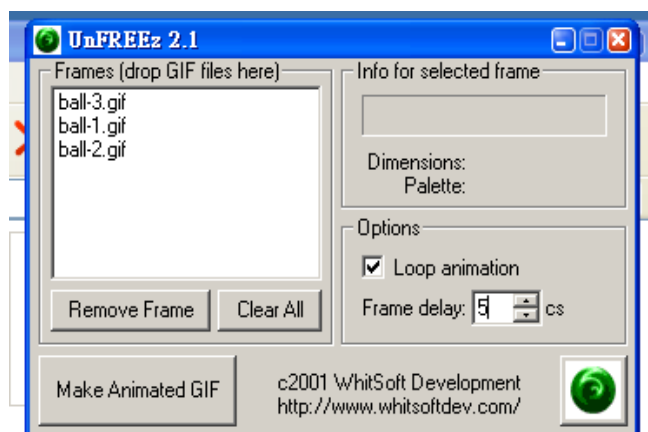 UnFREEz 2.1
Frames (drop GIF files here)
ball-3.gif
ball-1.gif
ball-2.gif
Remove Frame
Clear All
Info for selected frame
Dimensions:
Palette:
Options
Loop animation
Frame delay: 5 cs
Make Animated GIF
c2001 WhitSoft Development
http://www.whitsoftdev.com/